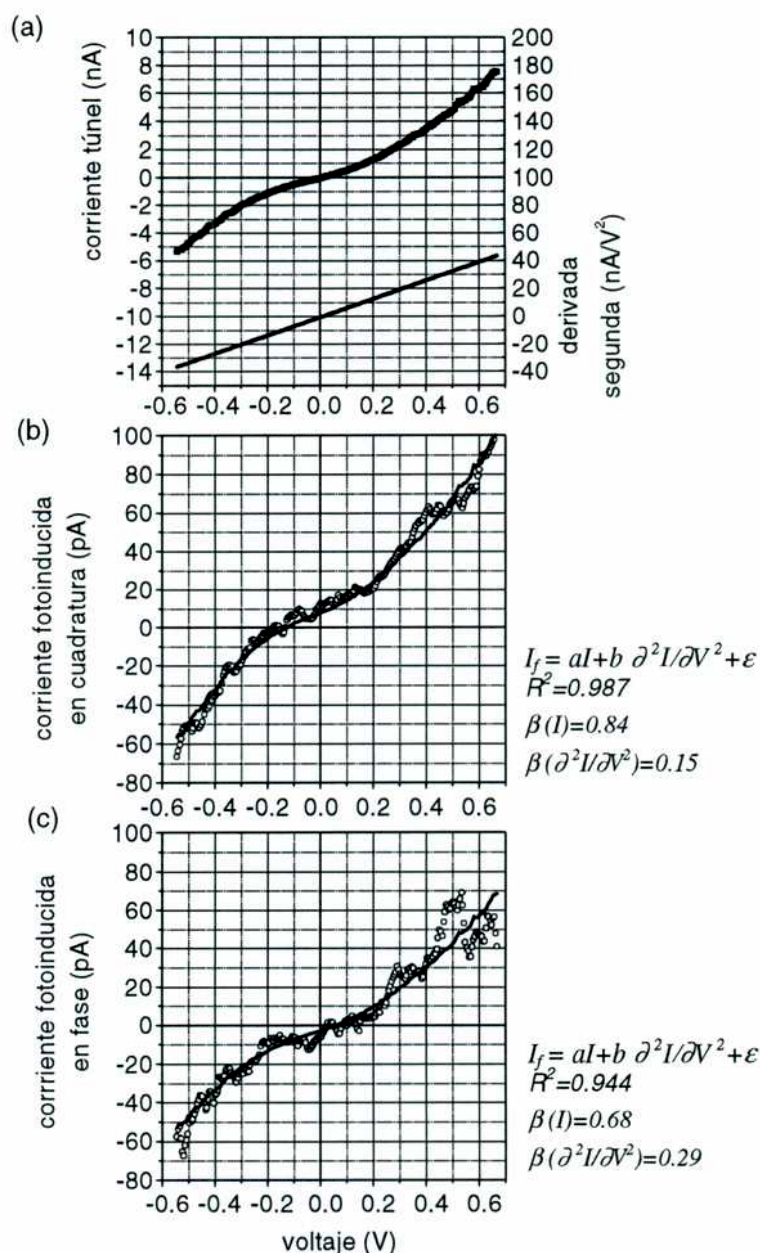 (a)
corriente túnel (nA)
10
8
6
4
2
0
-2
-4
-6
-8
-10
-12
-14
200
180
160
140
120
100
80
60
40
20
0
-20
-40
derivada
segunda (nA/V²)
-0.6 -0.4 -0.2 0.0 0.2 0.4 0.6
(b)
corriente fotoinducida
en cuadratura (pA)
100
80
60
40
20
0
-20
-40
-60
-80
-0.6 -0.4 -0.2 0.0 0.2 0.4 0.6
I_f = aI+b ∂²I/∂V²+ε
R²=0.987
β(I)=0.84
β(∂²I/∂V²)=0.15
(c)
corrriente fotoinducida
en fase (pA)
100
80
60
40
20
0
-20
-40
-60
-80
-0.6 -0.4 -0.2 0.0 0.2 0.4 0.6
voltaje (V)
I_f = aI+b ∂²I/∂V²+ε
R²=0.944
β(I)=0.68
β(∂²I/∂V²)=0.29